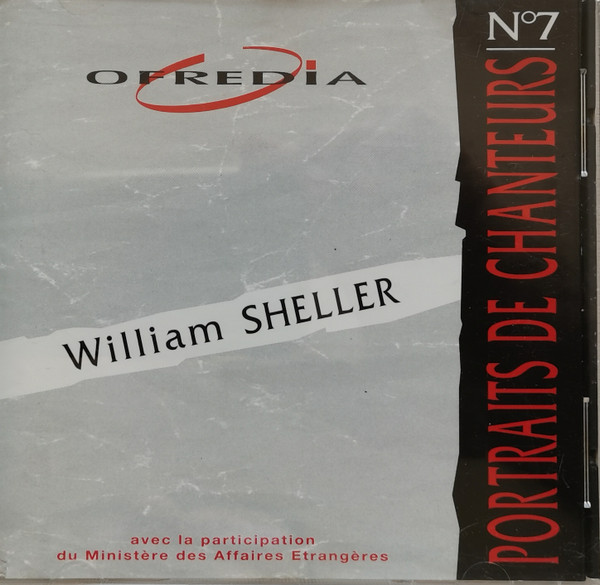 OFREDiA
N°7
PORTRAITS DE CHANTEURS
William SHELLER
avec la participation
du Ministère des Affaires Etrangères